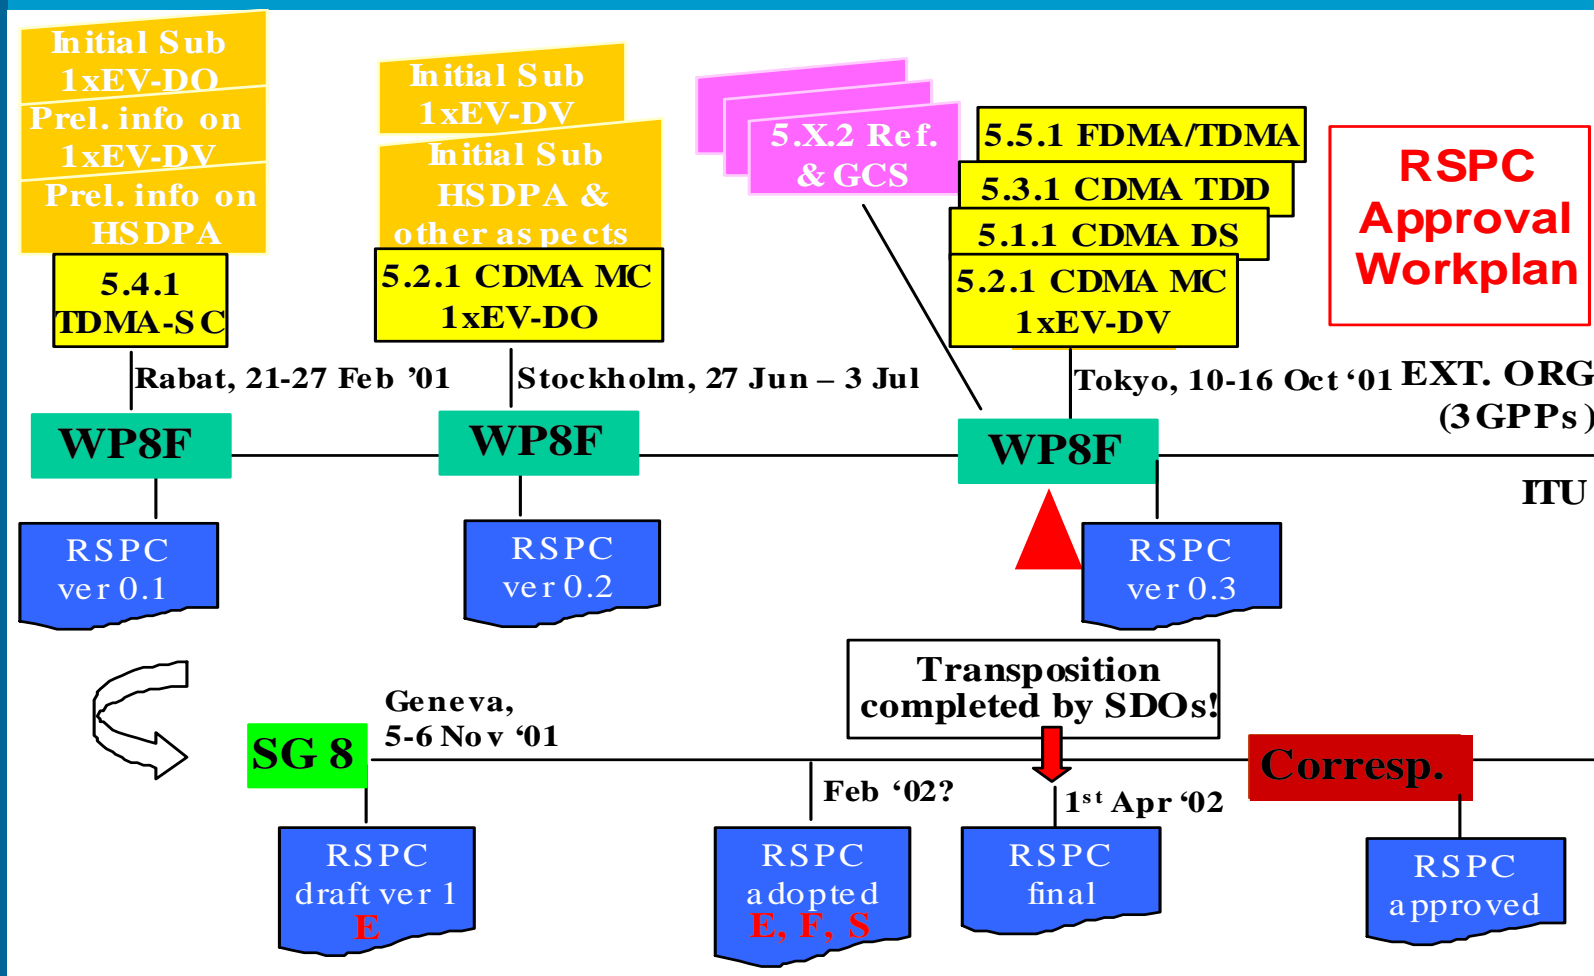 Initial Sub
1xEV-DO
Prel. info on
1xEV-DV
Prel. info on
HSDPA
5.4.1
TDMA-SC
Initial Sub
1xEV-DV
Initial Sub
HSDPA &
other aspects
5.2.1 CDMA MC
1xEV-DO
5.X.2 Ref.
& GCS
5.5.1 FDMA/TDMA
5.3.1 CDMA TDD
5.1.1 CDMA DS
5.2.1 CDMA MC
1xEV-DV
RSPC
Approval
Workplan
Rabat, 21-27 Feb ’01
Stockholm, 27 Jun – 3 Jul
Tokyo, 10-16 Oct ‘01
EXT. ORG
(3GPPs)
WP8F
WP8F
WP8F
ITU
RSPC
ver 0.1
RSPC
ver 0.2
RSPC
ver 0.3
Transposition
completed by SDOs!
Geneva,
5-6 Nov ‘01
SG 8
Feb ‘02?
1st Apr ‘02
Corresp.
RSPC
draft ver 1
E
RSPC
adopted
E, F, S
RSPC
final
RSPC
approved